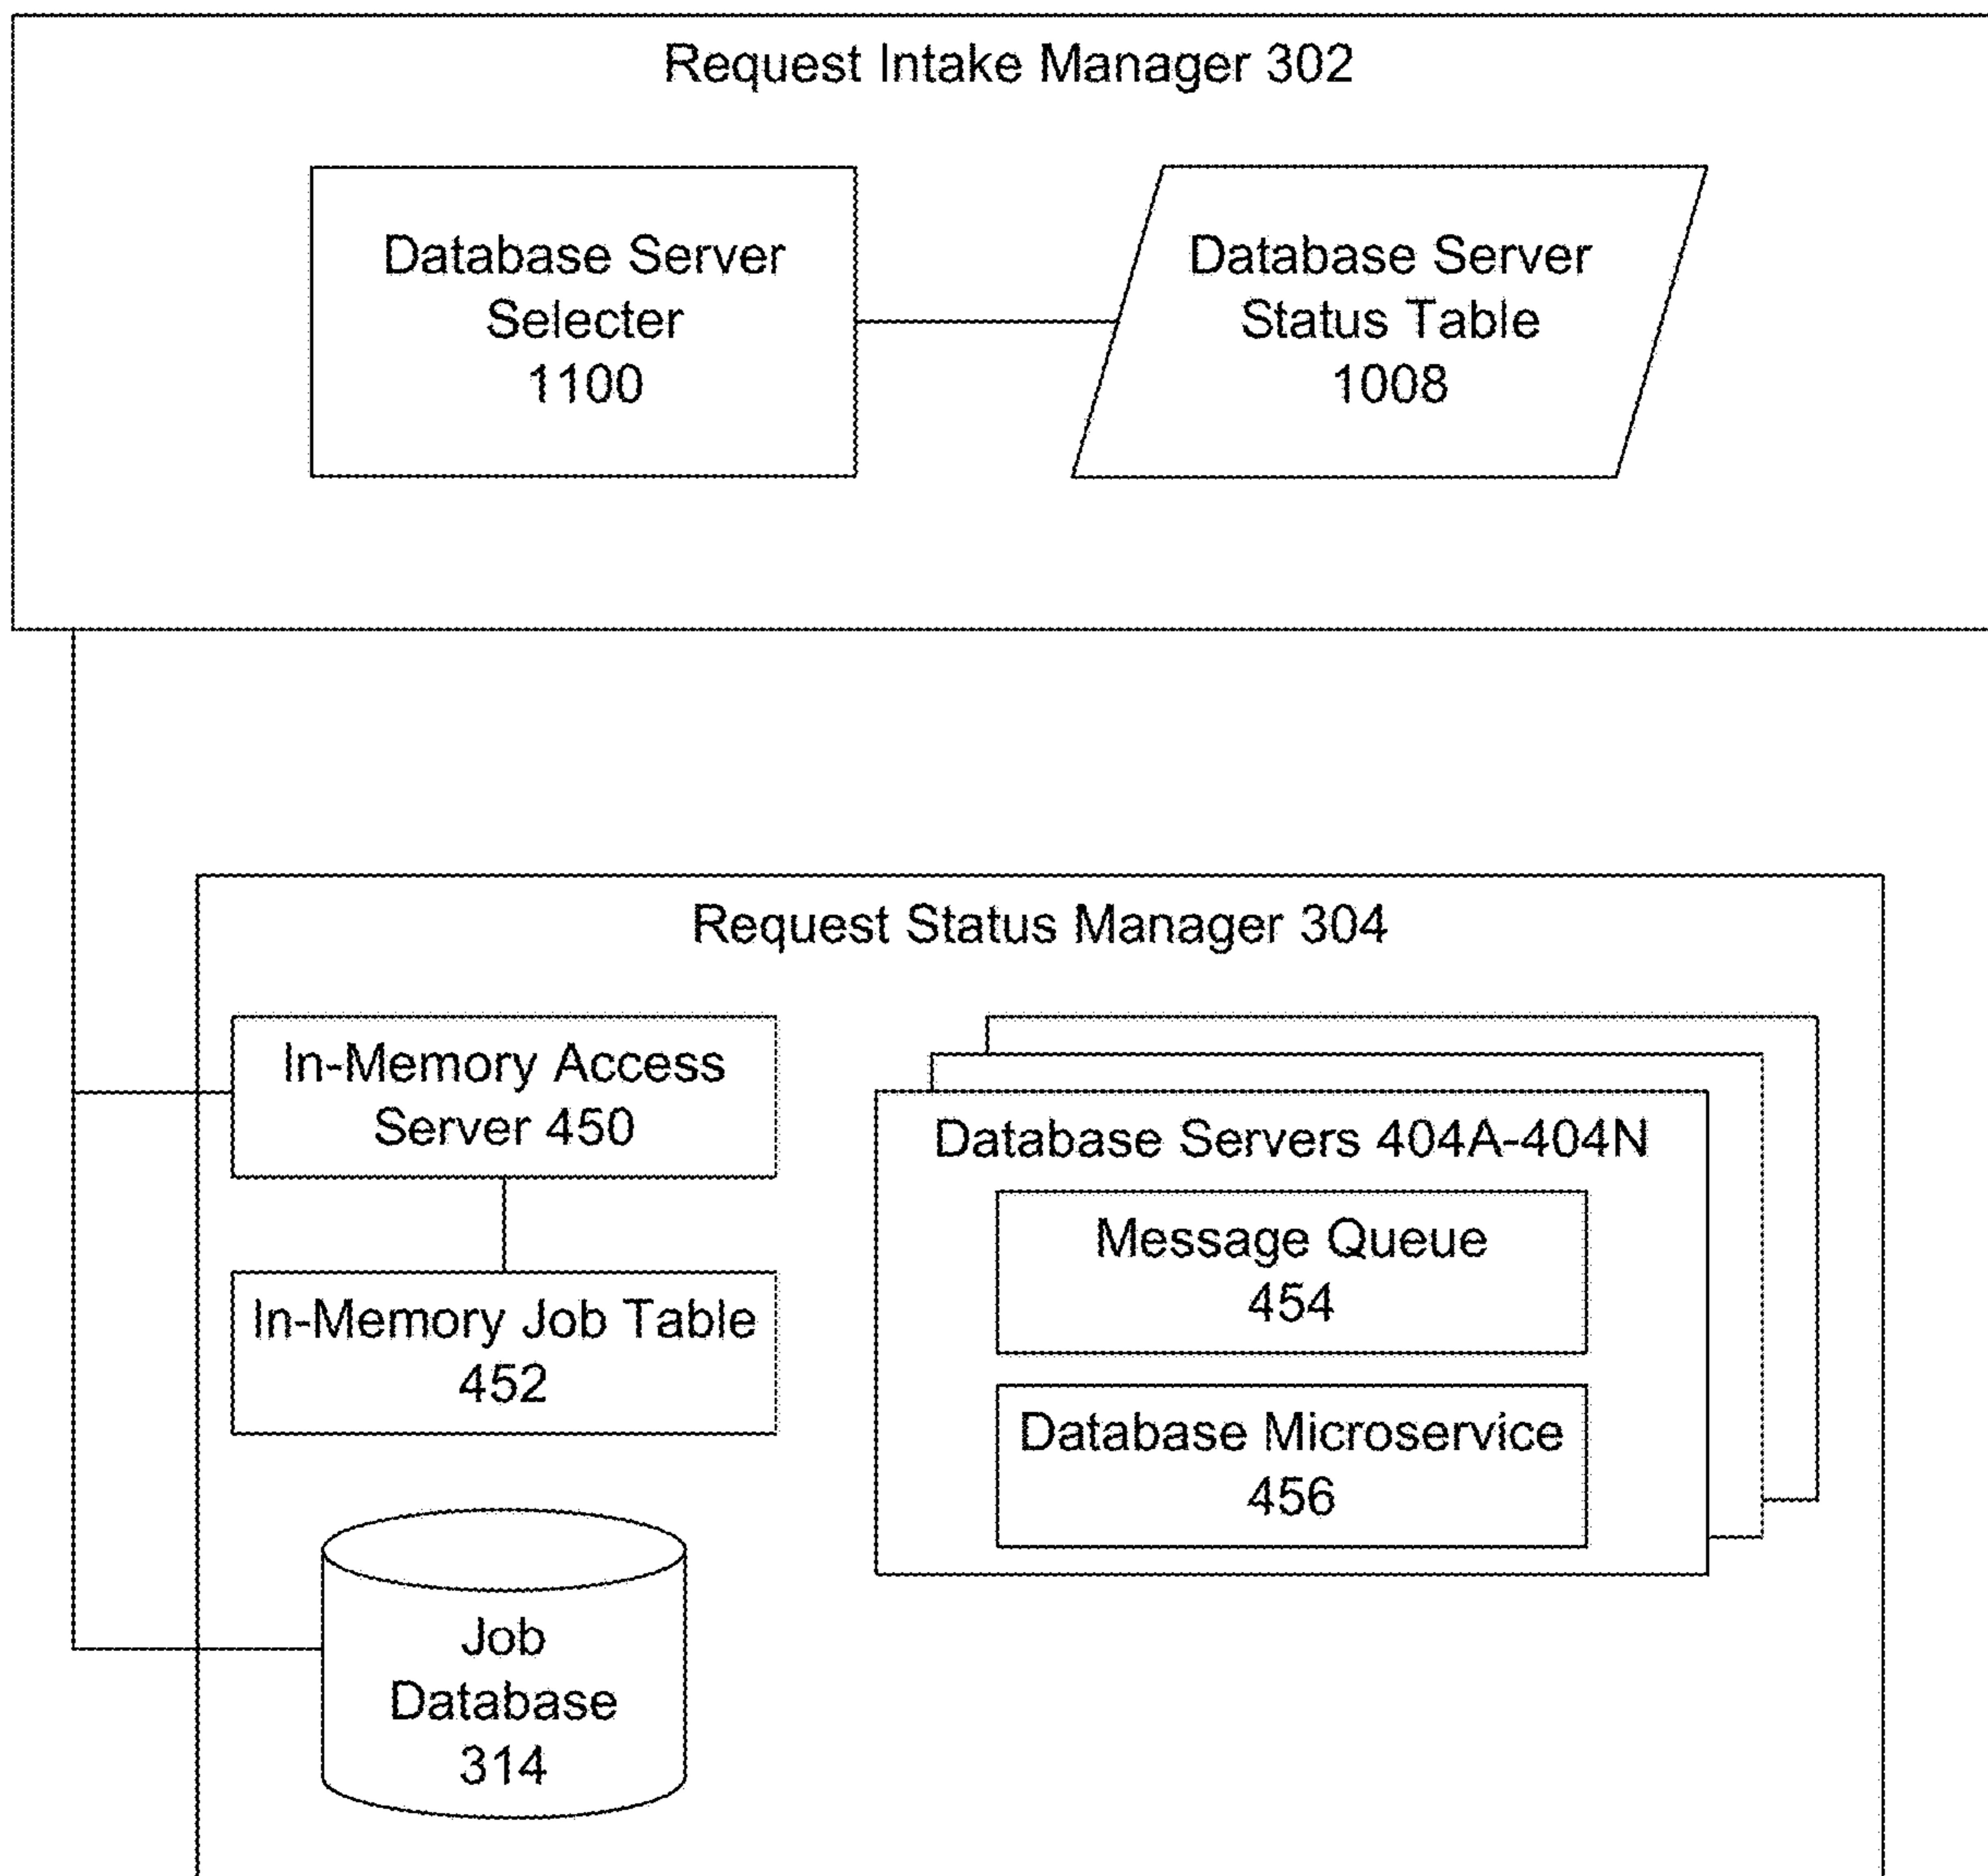 Request Intake Manager 302
Database Server
Selecter
1100
Database Server
Status Table
1008
Request Status Manager 304
In-Memory Access
Server 450
In-Memory Job Table
452
Job
Database
314
Database Servers 404A-404N
Message Queue
454
Database Microservice
456